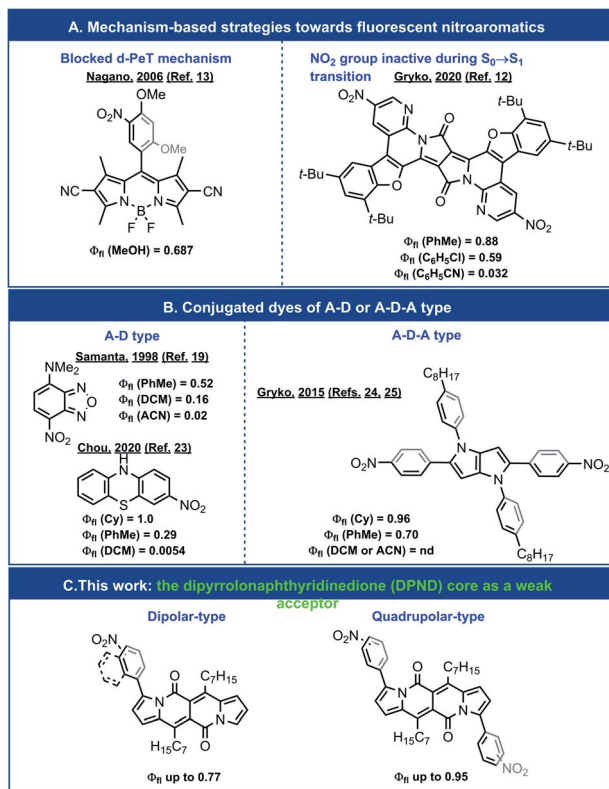 A. Mechanism-based strategies towards fluorescent nitroaromatics
Blocked d-PeT mechanism
Nagano, 2006 (Ref. 13)
OMe
O₂N
OMe
NC
CN
B
N
N
F
F
Φfl (MeOH) = 0.687
NO₂ group inactive during S₀→S₁
transition
Gryko, 2020 (Ref. 12)
NO₂
N
O
t-Bu
O
N
t-Bu
t-Bu
O
N
O
N
t-Bu
NO₂
Φfl (PhMe) = 0.88
Φfl (C₆H₅Cl) = 0.59
Φfl (C₆H₅CN) = 0.032
B. Conjugated dyes of A-D or A-D-A type
A-D type
Samanta, 1998 (Ref. 19)
NMe₂
N
O
N
NO₂
Φfl (PhMe) = 0.52
Φfl (DCM) = 0.16
Φfl (ACN) = 0.02
Chou, 2020 (Ref. 23)
H
N
S
NO₂
Φfl (Cy) = 1.0
Φfl (PhMe) = 0.29
Φfl (DCM) = 0.0054
A-D-A type
Gryko, 2015 (Refs. 24, 25)
C₈H₁₇
NO₂
N
N
NO₂
C₈H₁₇
Φfl (Cy) = 0.96
Φfl (PhMe) = 0.70
Φfl (DCM or ACN) = nd
C.This work: the dipyrrolonaphthyridinedione (DPND) core as a weak
acceptor
Dipolar-type
O₂N
O
C₇H₁₅
N
N
H₁₅C₇
O
Φfl up to 0.77
Quadrupolar-type
NO₂
O
C₇H₁₅
N
N
H₁₅C₇
O
NO₂
Φfl up to 0.95